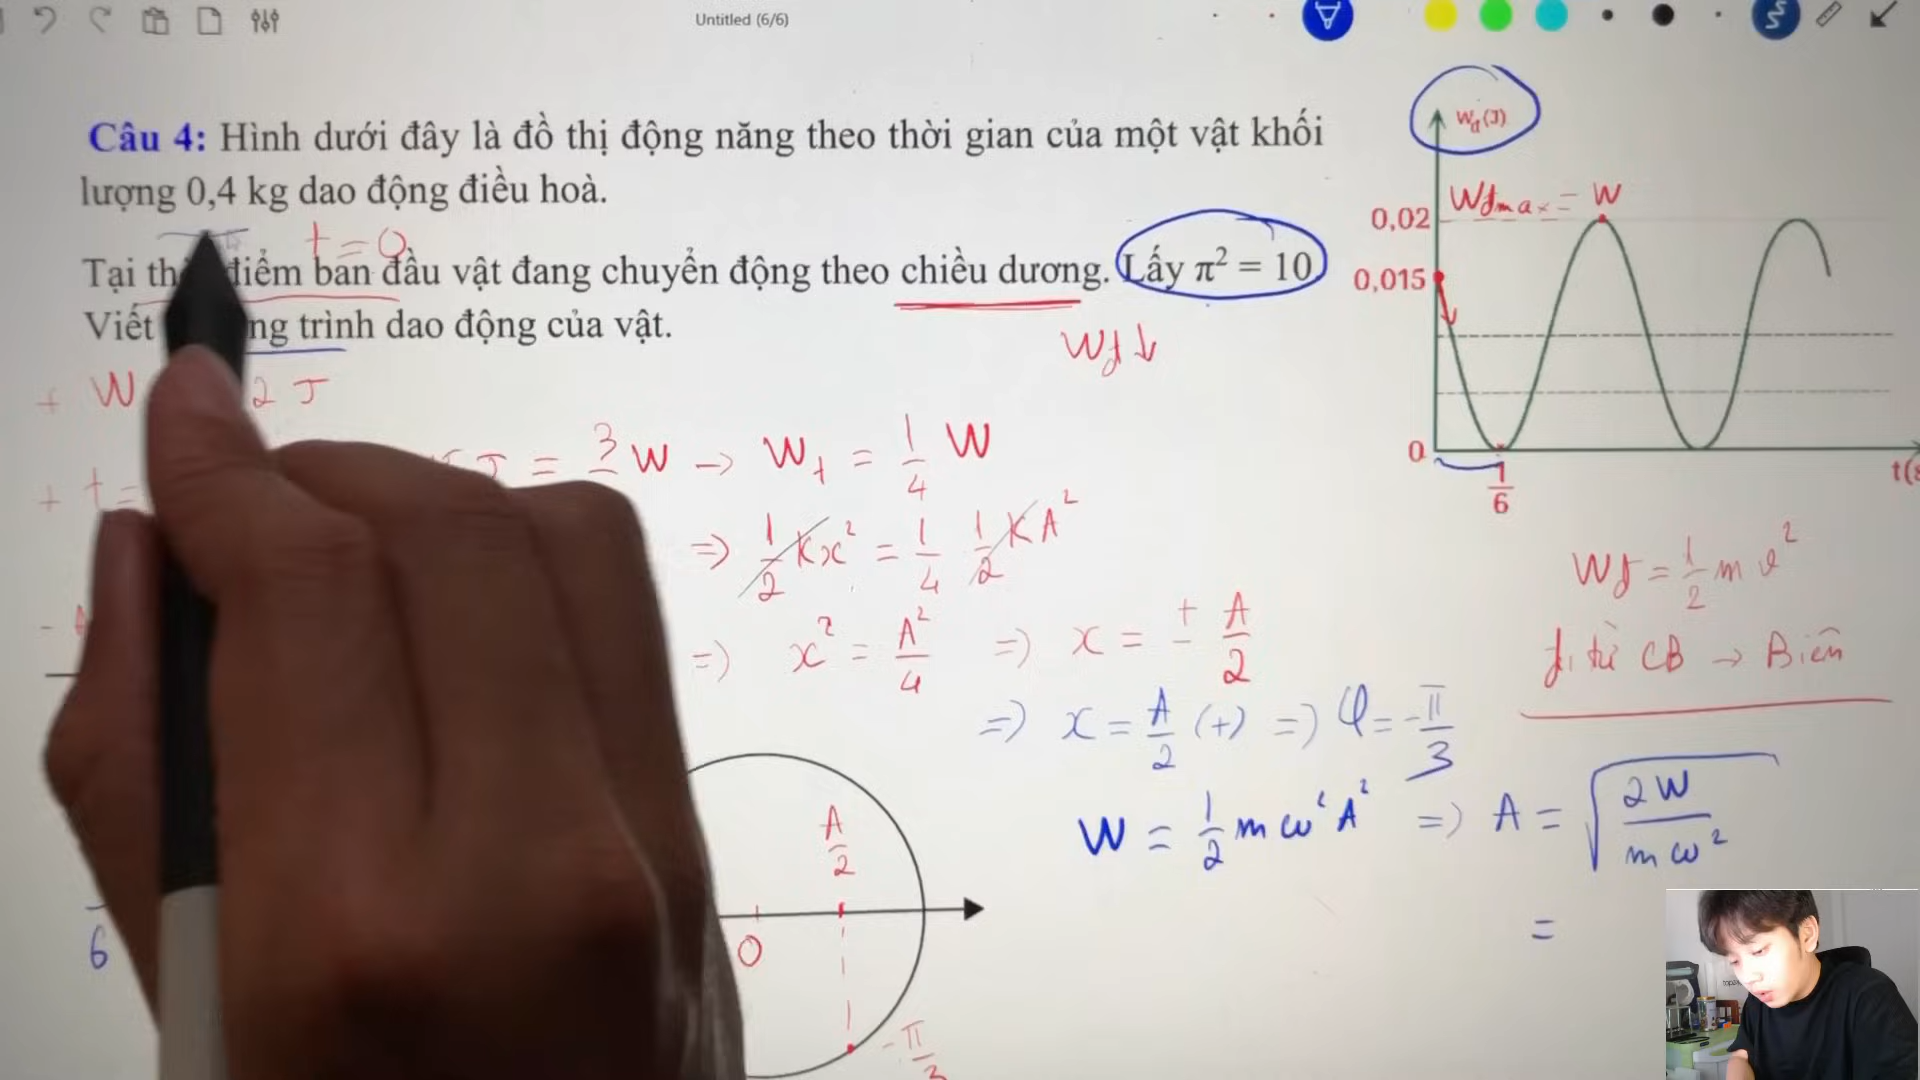 Untitled (6/6)
Câu 4: Hình dưới đây là đồ thị động năng theo thời gian của một vật khối
lượng 0,4 kg dao động điều hoà.
t = 0
Tại điểm ban đầu vật đang chuyển động theo chiều dương. Lấy π² = 10
Viết trình dao động của vật.
Wđ ↓
Wđ(J)
Wđmax = W
0,02
0,015
0
1/6
+ W 2 J
+ t =
J = 3 W → Wt = 1/4 W
⇒ 1/2 Kx² = 1/4 1/2 KA²
⇒ x² = A²/4 ⇒ x = ± A/2
⇒ x = A/2 (+) ⇒ φ = -π/3
W = 1/2 mω²A² ⇒ A = √(2W/mω²)
=
Wđ = 1/2 mv²
đi từ CB → Biên
A/2
O
-π/3
6